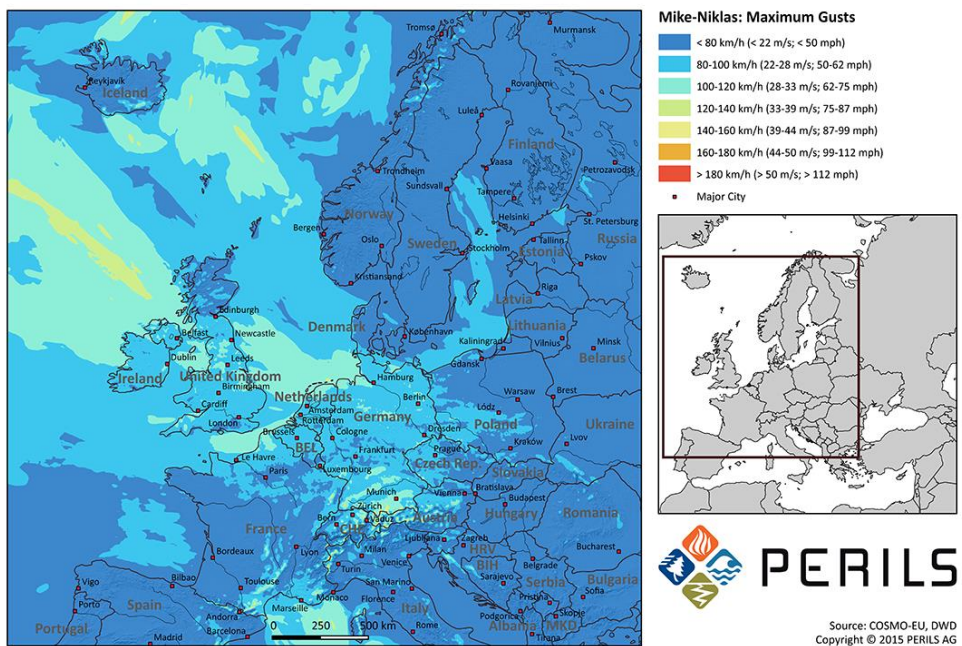 Mike-Niklas: Maximum Gusts
< 80 km/h (< 22 m/s; < 50 mph)
80-100 km/h (22-28 m/s; 50-62 mph)
100-120 km/h (28-33 m/s; 62-75 mph)
120-140 km/h (33-39 m/s; 75-87 mph)
140-160 km/h (39-44 m/s; 87-99 mph)
160-180 km/h (44-50 m/s; 99-112 mph)
> 180 km/h (> 50 m/s; > 112 mph)
Major City
Tromsø
Murmansk
Reykjavik
Iceland
Rovaniemi
Luleå
Finland
Vaasa
Trondheim
Sundsvall
Tampere
Petrozavodsk
Norway
Helsinki
St. Petersburg
Bergen
Oslo
Sweden
Stockholm
Tallinn
Estonia
Russia
Pskov
Kristiansand
Riga
Latvia
Edinburgh
Denmark
København
Lithuania
Belfast
Newcastle
Kaliningrad
Vilnius
Minsk
Dublin
Leeds
Gdansk
Belarus
Ireland
United Kingdom
Hamburg
Birmingham
Netherlands
Warsaw
Brest
Amsterdam
Berlin
Cardiff
Rotterdam
Germany
Łódź
London
Poland
Ukraine
Brussels
Cologne
Dresden
BEL
Le Havre
Frankfurt
Prague
Kraków
Lvov
Paris
Luxembourg
Czech Rep.
Slovakia
Munich
Vienna
Bratislava
Zürich
Budapest
France
Bern
CHE
Vaduz
Austria
Hungary
Romania
Ljubljana
Zagreb
Lyon
Milan
HRV
Bordeaux
Venice
Bucharest
Turin
BIH
Belgrade
Vigo
Bilbao
Toulouse
San Marino
Sarajevo
Serbia
Bulgaria
Monaco
Florence
Sofia
Porto
Spain
Marseille
Pristina
Andorra
Italy
Podgorica
Skopje
Portugal
Barcelona
Rome
Albania
MKD
Madrid
Tirana
0 250 500 km
PERILS
Source: COSMO-EU, DWD
Copyright © 2015 PERILS AG